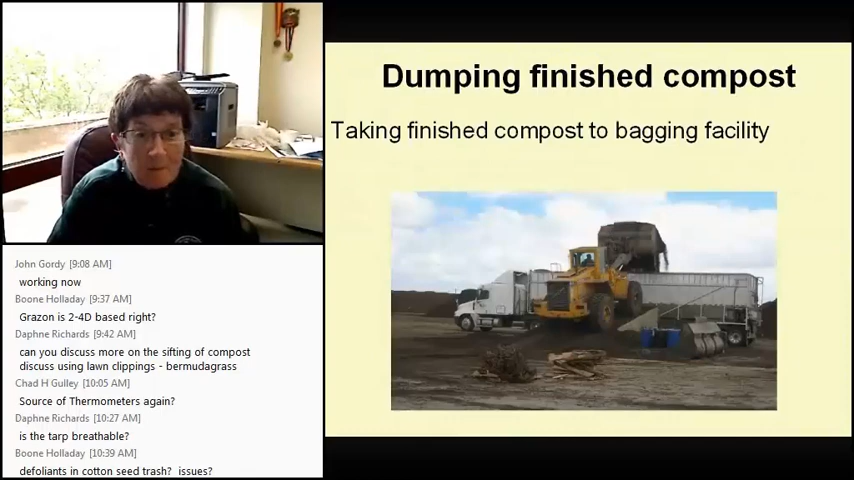 Dumping finished compost
Taking finished compost to bagging facility
John Gordy [9:08 AM]
working now
Boone Holladay [9:37 AM]
Grazon is 2-4D based right?
Daphne Richards [9:42 AM]
can you discuss more on the sifting of compost
discuss using lawn clippings - bermudagrass
Chad H Gulley [10:05 AM]
Source of Thermometers again?
Daphne Richards [10:27 AM]
is the tarp breathable?
Boone Holladay [10:39 AM]
defoliants in cotton seed trash?  issues?